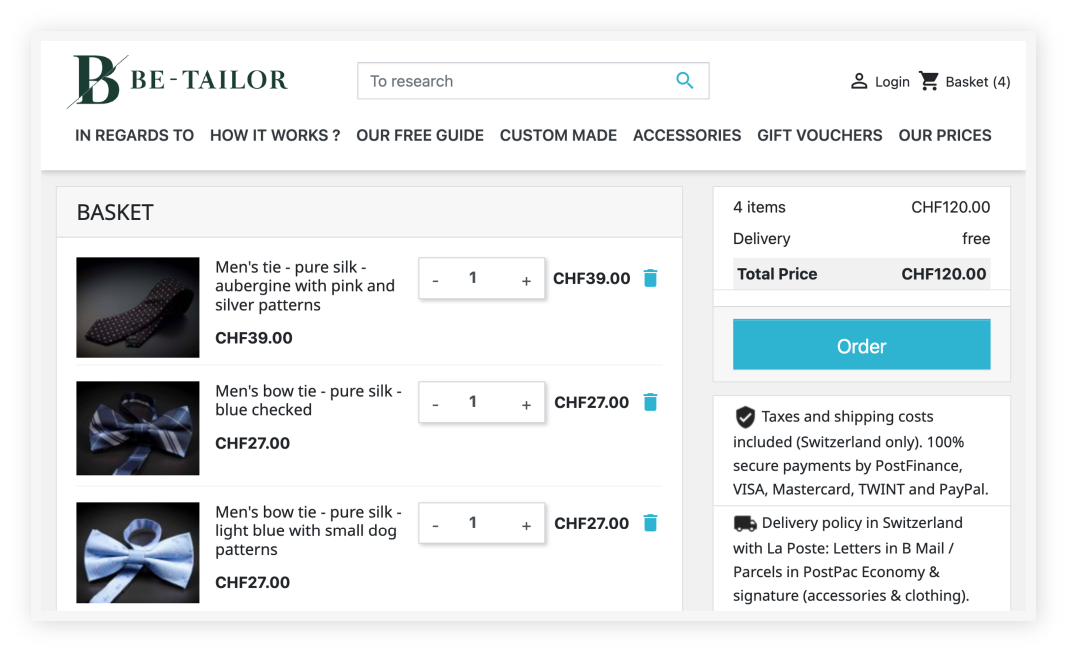 B BE-TAILOR
To research
Login Basket (4)
IN REGARDS TO HOW IT WORKS ? OUR FREE GUIDE CUSTOM MADE ACCESSORIES GIFT VOUCHERS OUR PRICES
BASKET
Men's tie - pure silk -
aubergine with pink and
silver patterns
CHF39.00
- 1 +
CHF39.00
Men's bow tie - pure silk -
blue checked
CHF27.00
- 1 +
CHF27.00
Men's bow tie - pure silk -
light blue with small dog
patterns
CHF27.00
- 1 +
CHF27.00
4 items CHF120.00
Delivery free
Total Price CHF120.00
Order
Taxes and shipping costs
included (Switzerland only). 100%
secure payments by PostFinance,
VISA, Mastercard, TWINT and PayPal.
Delivery policy in Switzerland
with La Poste: Letters in B Mail /
Parcels in PostPac Economy &
signature (accessories & clothing).